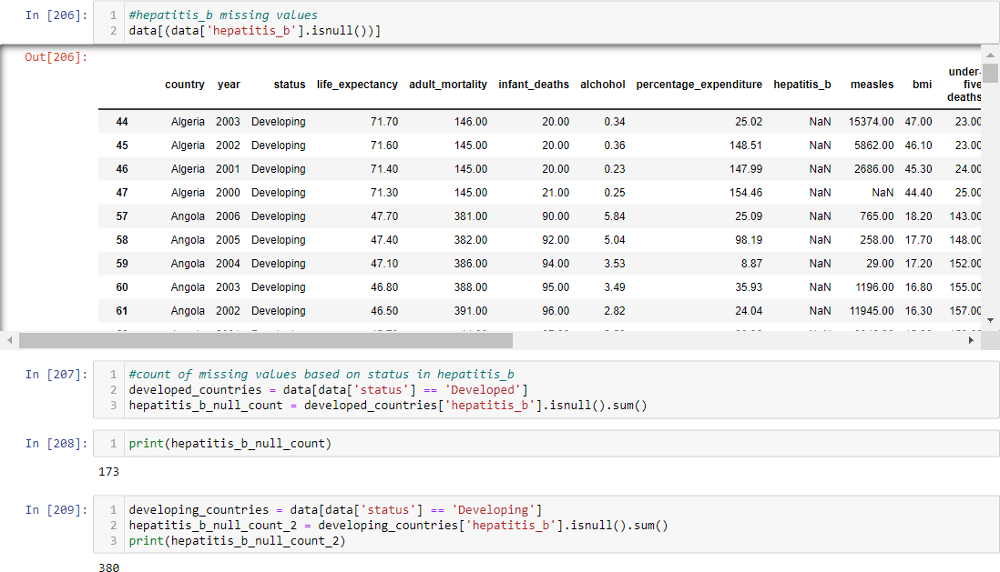 In [206]:
1 #hepatitis_b missing values
2 data[(data['hepatitis_b'].isnull())]
Out[206]:
country year status life_expectancy adult_mortality infant_deaths alchohol percentage_expenditure hepatitis_b measles bmi under-five deaths
44 Algeria 2003 Developing 71.70 146.00 20.00 0.34 25.02 NaN 15374.00 47.00 23.00
45 Algeria 2002 Developing 71.60 145.00 20.00 0.36 148.51 NaN 5862.00 46.10 23.00
46 Algeria 2001 Developing 71.40 145.00 20.00 0.23 147.99 NaN 2686.00 45.30 24.00
47 Algeria 2000 Developing 71.30 145.00 21.00 0.25 154.46 NaN NaN 44.40 25.00
57 Angola 2006 Developing 47.70 381.00 90.00 5.84 25.09 NaN 765.00 18.20 143.00
58 Angola 2005 Developing 47.40 382.00 92.00 5.04 98.19 NaN 258.00 17.70 148.00
59 Angola 2004 Developing 47.10 386.00 94.00 3.53 8.87 NaN 29.00 17.20 152.00
60 Angola 2003 Developing 46.80 388.00 95.00 3.49 35.93 NaN 1196.00 16.80 155.00
61 Angola 2002 Developing 46.50 391.00 96.00 2.82 24.04 NaN 11945.00 16.30 157.00
In [207]:
1 #count of missing values based on status in hepatitis_b
2 developed_countries = data[data['status'] == 'Developed']
3 hepatitis_b_null_count = developed_countries['hepatitis_b'].isnull().sum()
In [208]:
1 print(hepatitis_b_null_count)
173
In [209]:
1 developing_countries = data[data['status'] == 'Developing']
2 hepatitis_b_null_count_2 = developing_countries['hepatitis_b'].isnull().sum()
3 print(hepatitis_b_null_count_2)
380